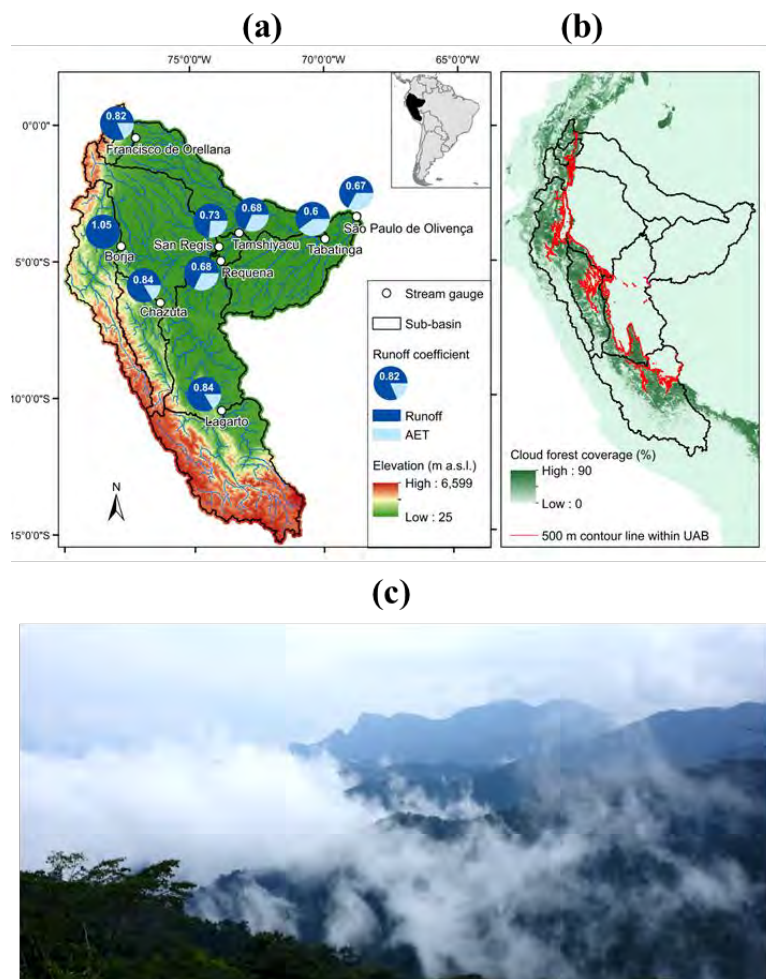 (a)
(b)
75°0'0"W
70°0'0"W
65°0'0"W
0°0'0"
5°0'0"S
10°0'0"S
15°0'0"S
0.82
Francisco de Orellana
0.67
São Paulo de Olivença
0.73
0.68
0.6
1.05
San Regis
Tamshiyacu
Tabatinga
Borja
0.68
Requena
0.84
Chazuta
0.84
Lagarto
N
Stream gauge
Sub-basin
Runoff coefficient
0.82
Runoff
AET
Elevation (m a.s.l.)
High : 6,599
Low : 25
Cloud forest coverage (%)
High : 90
Low : 0
500 m contour line within UAB
(c)